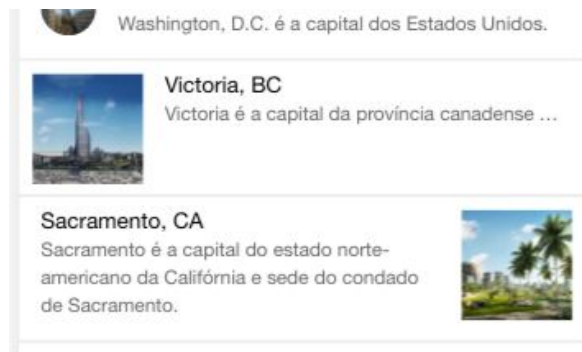 Washington, D.C. é a capital dos Estados Unidos.
Victoria, BC
Victoria é a capital da província canadense ...
Sacramento, CA
Sacramento é a capital do estado norte-
americano da Califórnia e sede do condado
de Sacramento.